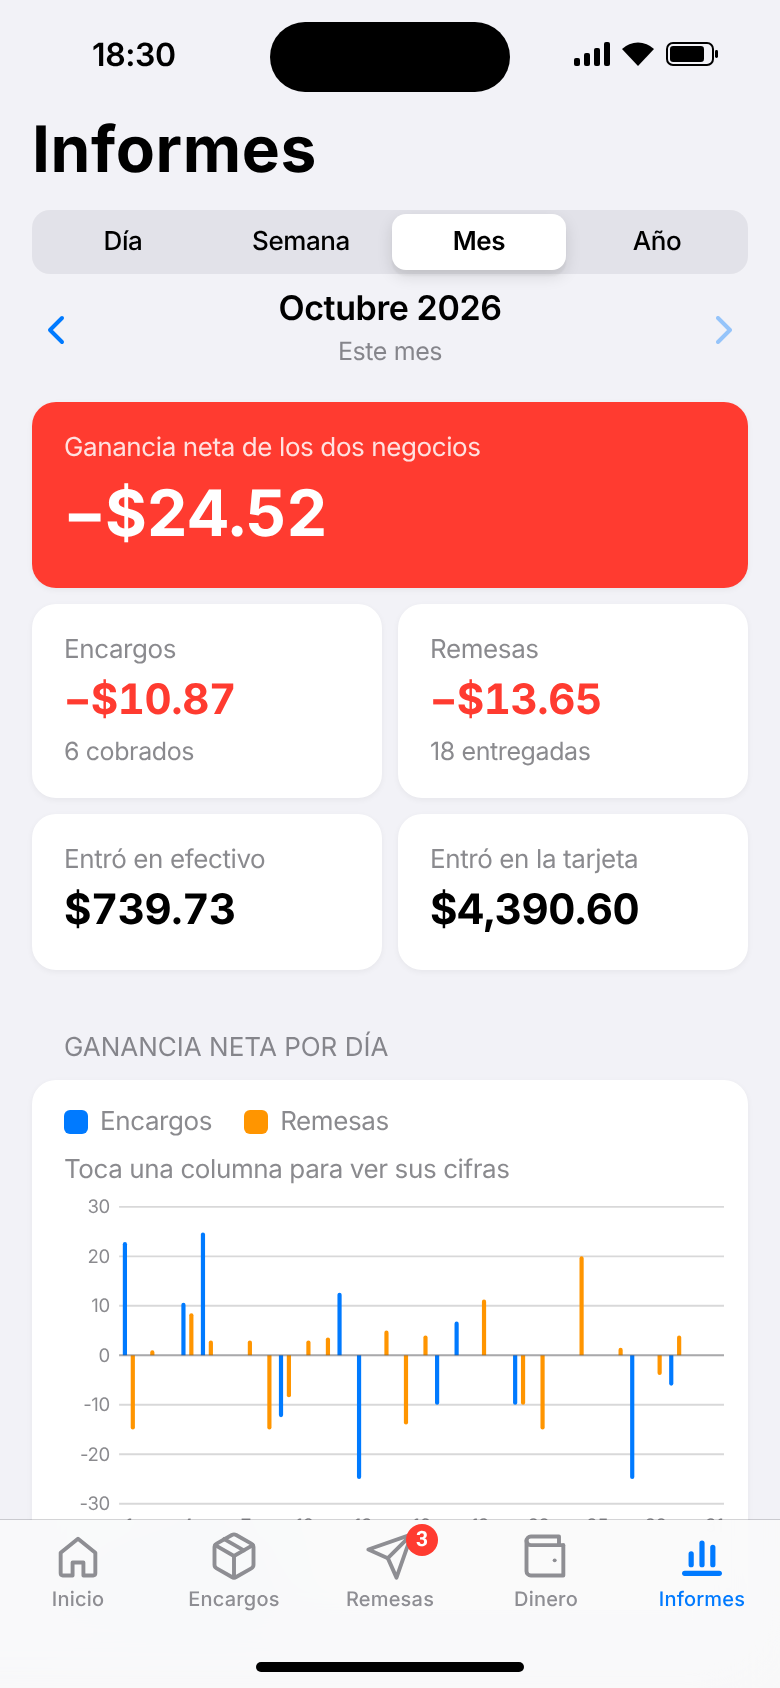 18:30
Informes
Día Semana Mes Año
Octubre 2026
Este mes
Ganancia neta de los dos negocios
−$24.52
Encargos
−$10.87
6 cobrados
Remesas
−$13.65
18 entregadas
Entró en efectivo
$739.73
Entró en la tarjeta
$4,390.60
GANANCIA NETA POR DÍA
Encargos Remesas
Toca una columna para ver sus cifras
30
20
10
0
-10
-20
-30
3
Inicio Encargos Remesas Dinero Informes